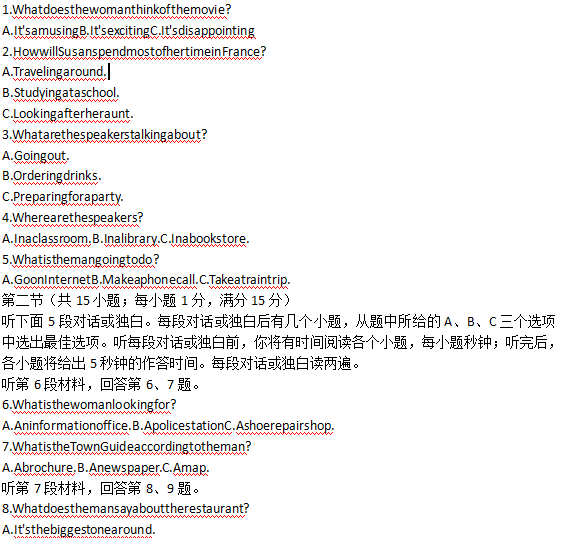 1.Whatdoesthewomanthinkofthemovie?
A.It'samusingB.It'sexcitingC.It'sdisappointing
2.HowwillSusanspendmostofhertimeinFrance?
A.Travelingaround.
B.Studyingataschool.
C.Lookingafterheraunt.
3.Whatarethespeakerstalkingabout?
A.Goingout.
B.Orderingdrinks.
C.Preparingforaparty.
4.Wherearethespeakers?
A.Inaclassroom.B.Inalibrary.C.Inabookstore.
5.Whatisthemangoingtodo?
A.GoonInternetB.Makeaphonecall.C.Takeatraintrip.
第二节（共 15 小题；每小题 1 分，满分 15 分）
听下面 5 段对话或独白。每段对话或独白后有几个小题，从题中所给的 A、B、C 三个选项
中选出最佳选项。听每段对话或独白前，你将有时间阅读各个小题，每小题秒钟；听完后，
各小题将给出 5 秒钟的作答时间。每段对话或独白读两遍。
听第 6 段材料，回答第 6、7 题。
6.Whatisthewomanlookingfor?
A.Aninformationoffice.B.ApolicestationC.Ashoerepairshop.
7.WhatistheTownGuideaccordingtotheman?
A.Abrochure.B.Anewspaper.C.Amap.
听第 7 段材料，回答第 8、9 题。
8.Whatdoesthemansayabouttherestaurant?
A.It'sthebiggestonearound.